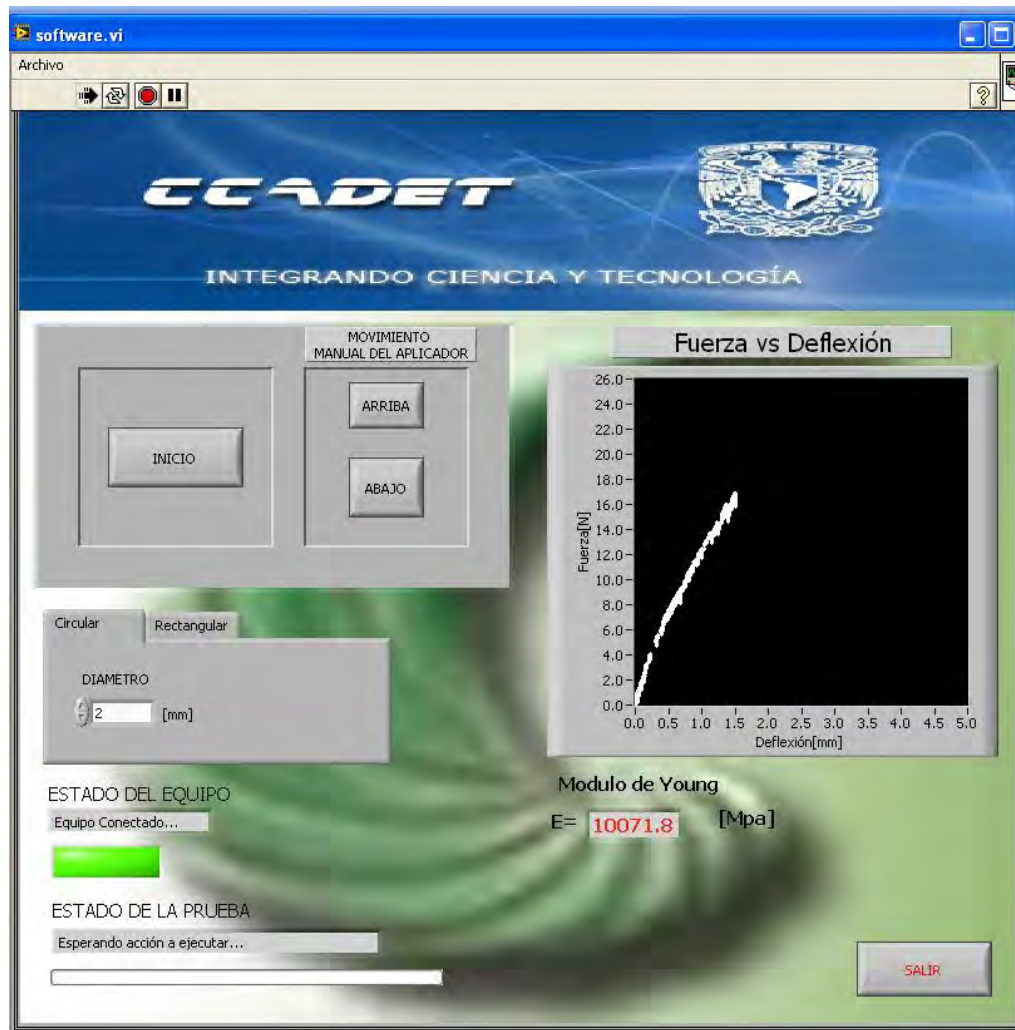 software.vi
Archivo
?
CCADET
INTEGRANDO CIENCIA Y TECNOLOGÍA
MOVIMIENTO
MANUAL DEL APLICADOR
INICIO
ARRIBA
ABAJO
Circular Rectangular
DIAMETRO
2 [mm]
ESTADO DEL EQUIPO
Equipo Conectado...
ESTADO DE LA PRUEBA
Esperando acción a ejecutar...
Fuerza vs Deflexión
Fuerza[N]
26.0
24.0
22.0
20.0
18.0
16.0
14.0
12.0
10.0
8.0
6.0
4.0
2.0
0.0
0.0 0.5 1.0 1.5 2.0 2.5 3.0 3.5 4.0 4.5 5.0
Deflexión[mm]
Modulo de Young
E= 10071.8 [Mpa]
SALIR